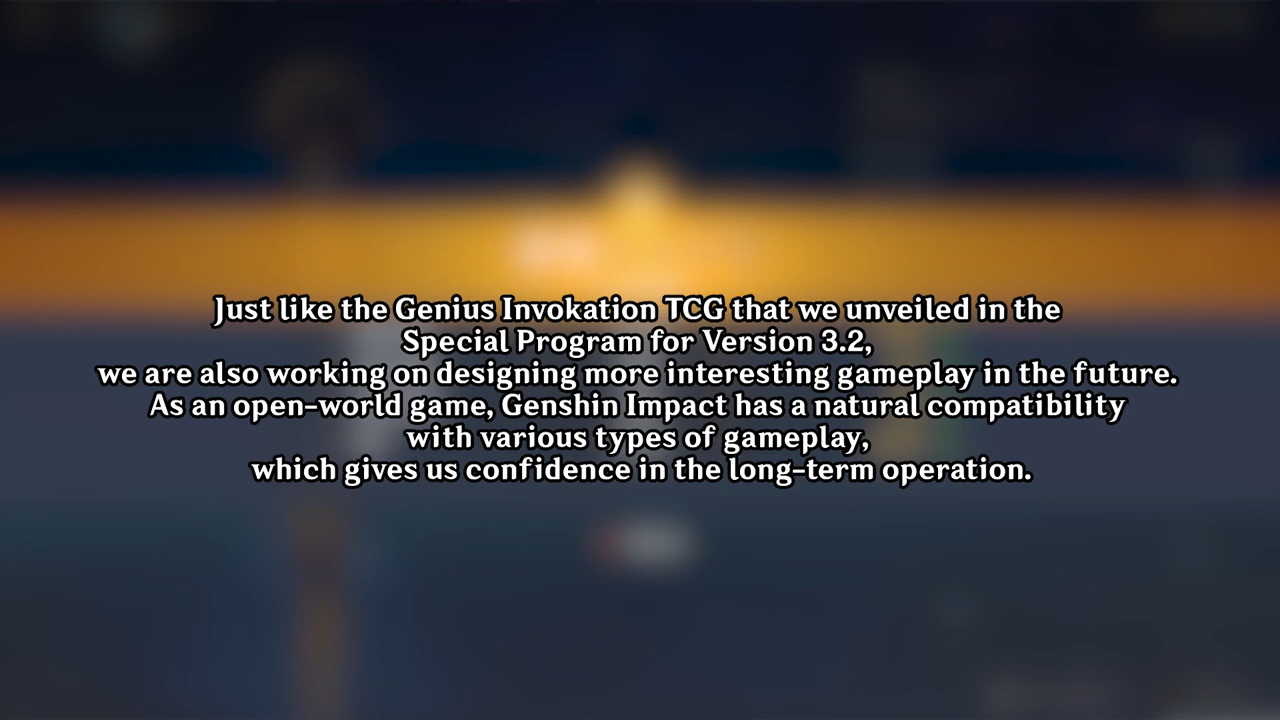 Just like the Genius Invokation TCG that we unveiled in the
Special Program for Version 3.2,
we are also working on designing more interesting gameplay in the future.
As an open-world game, Genshin Impact has a natural compatibility
with various types of gameplay,
which gives us confidence in the long-term operation.